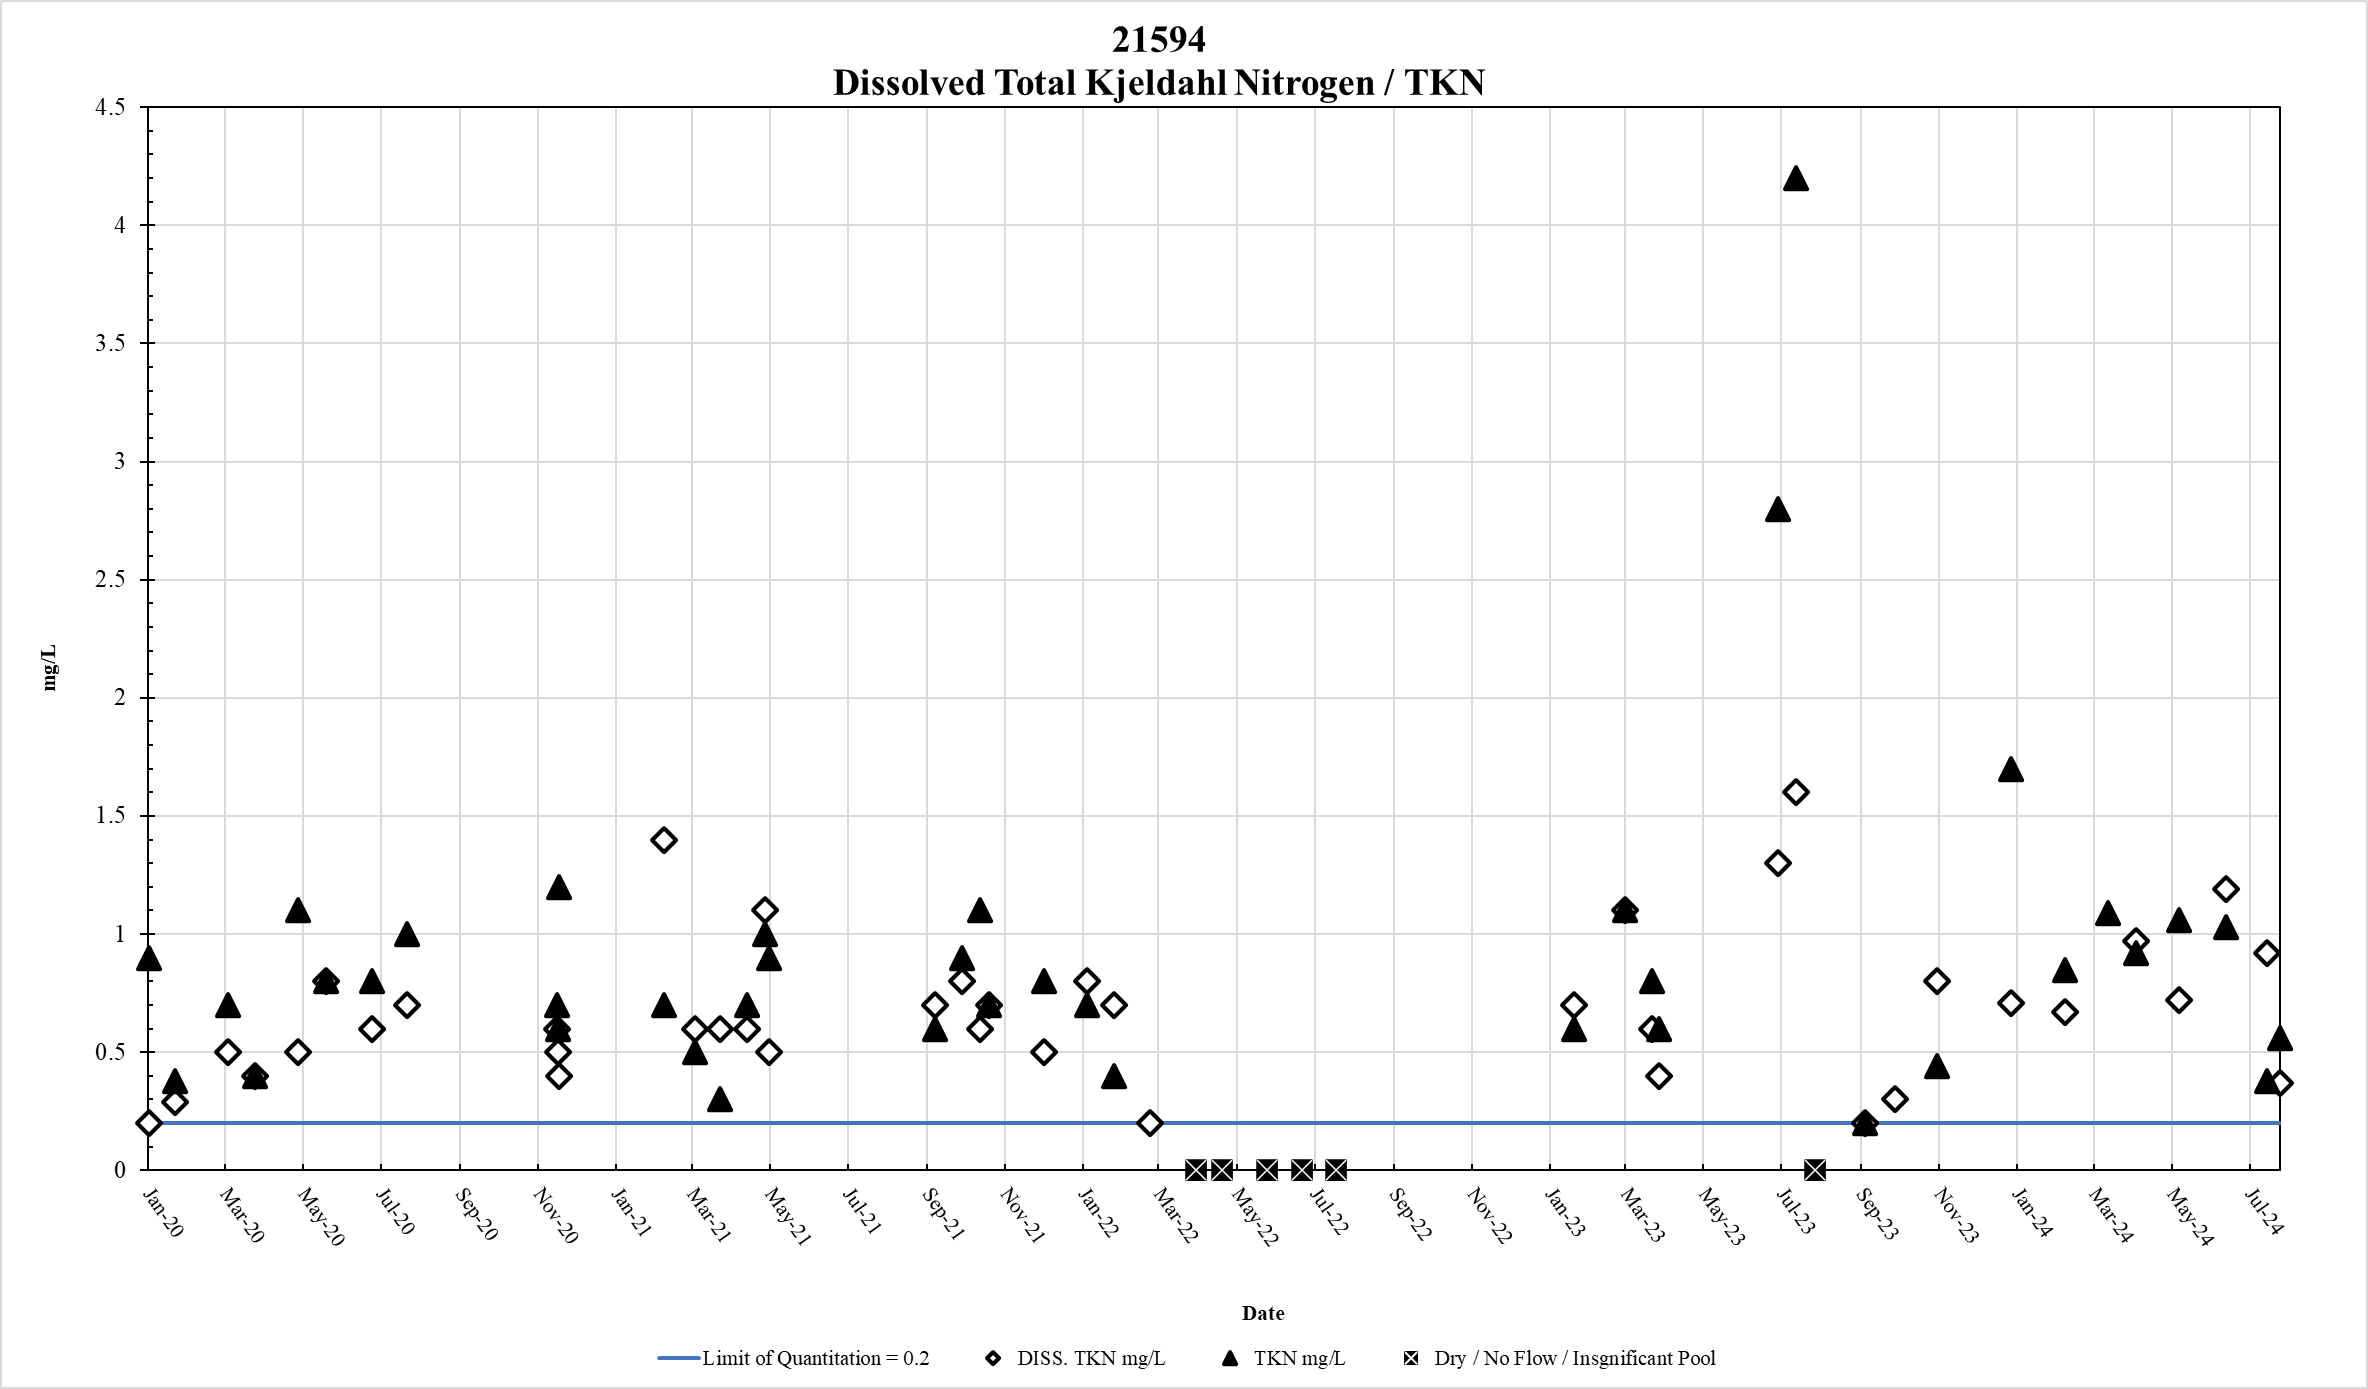 21594
Dissolved Total Kjeldahl Nitrogen / TKN
4.5
4
3.5
3
2.5
2
1.5
1
0.5
0
mg/L
Jan-20
Mar-20
May-20
Jul-20
Sep-20
Nov-20
Jan-21
Mar-21
May-21
Jul-21
Sep-21
Nov-21
Jan-22
Mar-22
May-22
Jul-22
Sep-22
Nov-22
Jan-23
Mar-23
May-23
Jul-23
Sep-23
Nov-23
Jan-24
Mar-24
May-24
Jul-24
Date
Limit of Quantitation = 0.2
DISS. TKN mg/L
TKN mg/L
Dry / No Flow / Insgnificant Pool